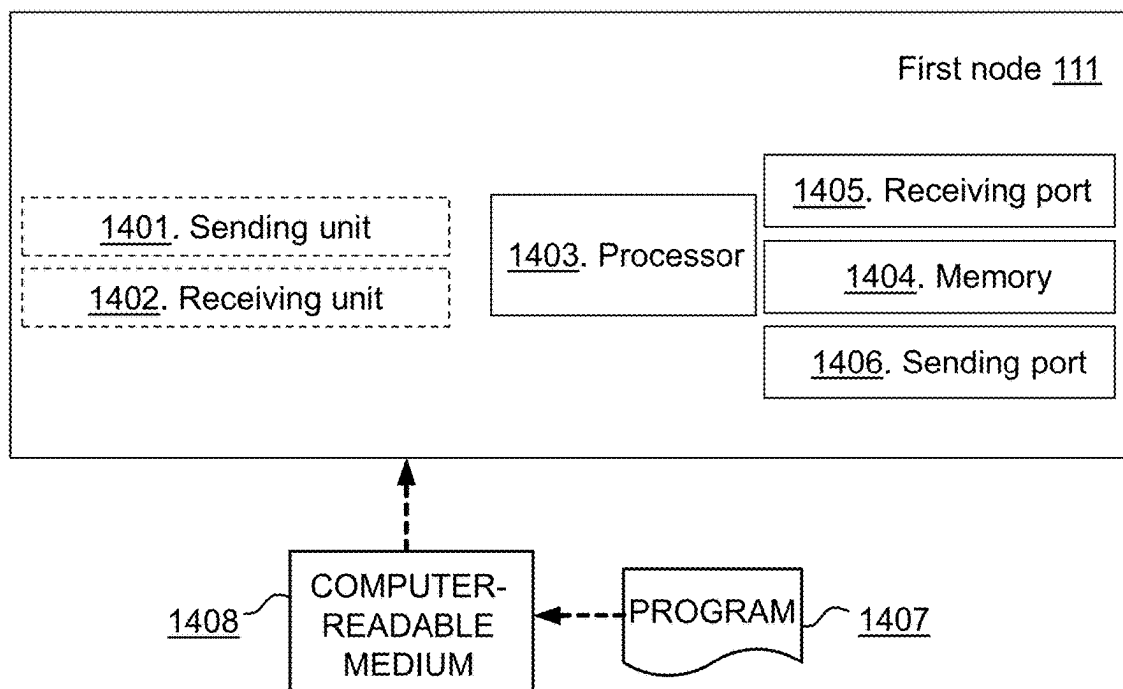 First node 111
1401. Sending unit
1402. Receiving unit
1403. Processor
1405. Receiving port
1404. Memory
1406. Sending port
1408
COMPUTER-
READABLE
MEDIUM
PROGRAM
1407